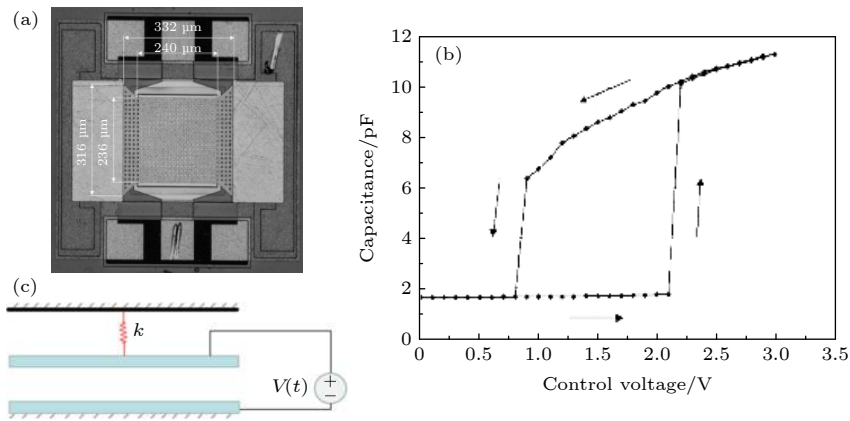 (a)
332 µm
240 µm
316 µm
236 µm
(b)
Capacitance/pF
12
10
8
6
4
2
0
0
0.5
1.0
1.5
2.0
2.5
3.0
3.5
Control voltage/V
(c)
k
V(t)
+
−